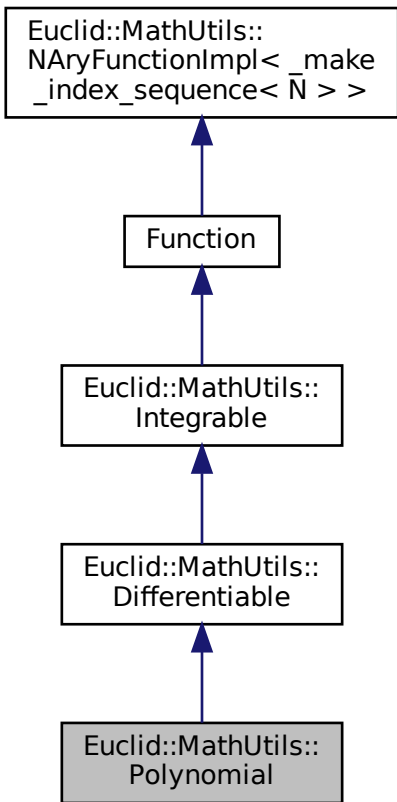 Euclid::MathUtils::
NAryFunctionImpl< _make
_index_sequence< N > >
Function
Euclid::MathUtils::
Integrable
Euclid::MathUtils::
Differentiable
Euclid::MathUtils::
Polynomial